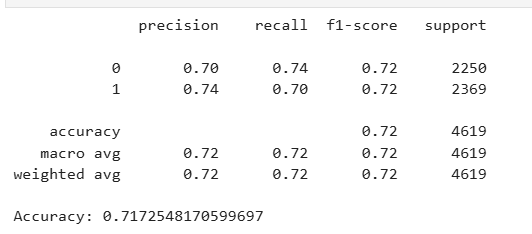 precision recall f1-score support
0 0.70 0.74 0.72 2250
1 0.74 0.70 0.72 2369
accuracy 0.72 4619
macro avg 0.72 0.72 0.72 4619
weighted avg 0.72 0.72 0.72 4619
Accuracy: 0.7172548170599697